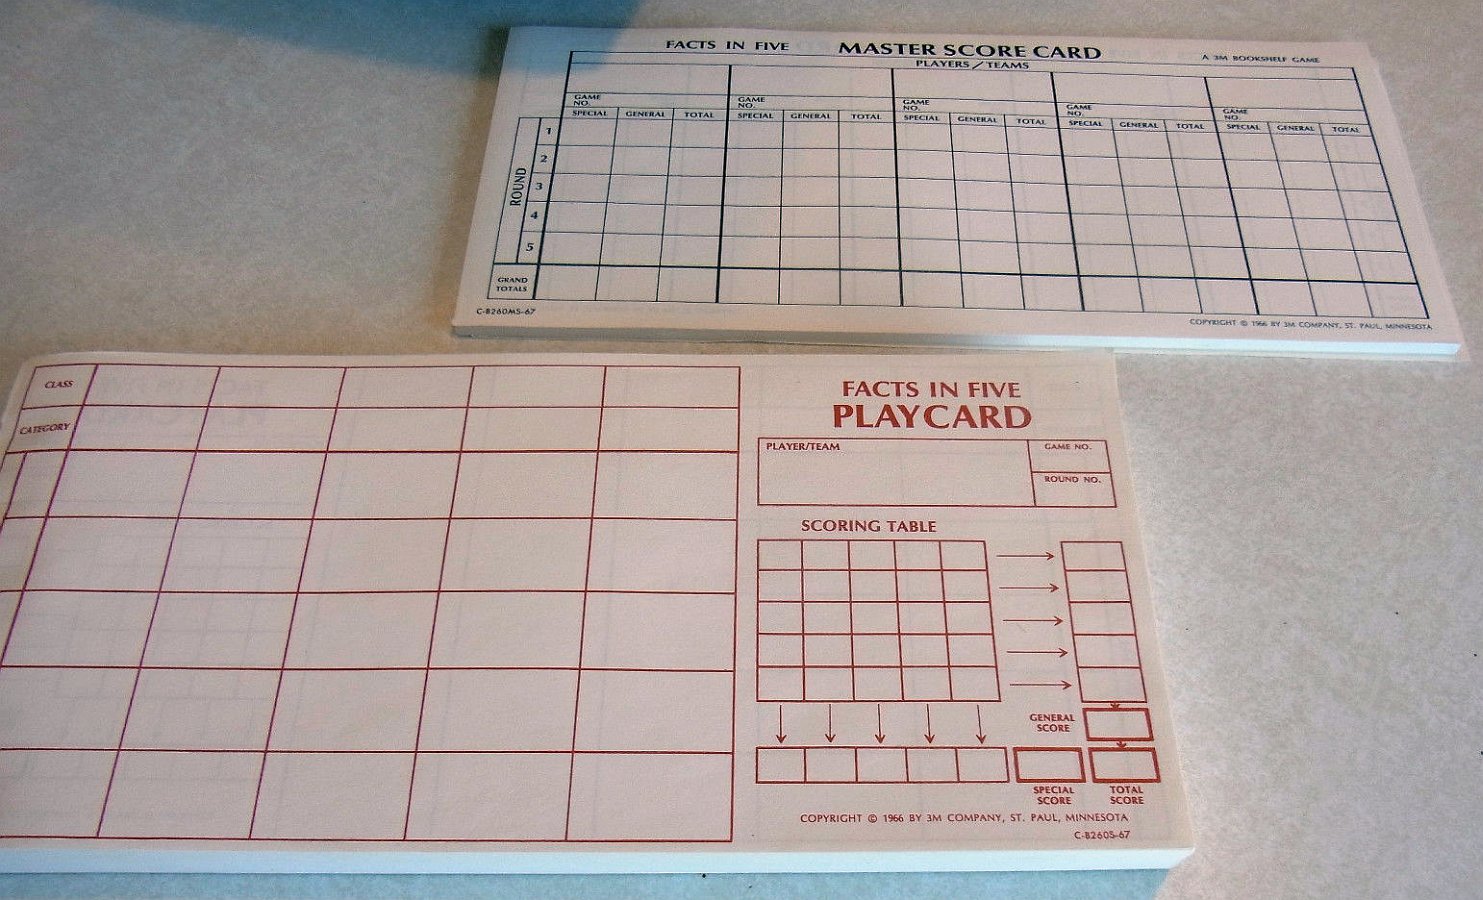 FACTS IN FIVE MASTER SCORE CARD A 3M BOOKSHELF GAME
PLAYERS/TEAMS
GAME NO. GAME NO. GAME NO. GAME NO. GAME NO.
SPECIAL GENERAL TOTAL SPECIAL GENERAL TOTAL SPECIAL GENERAL TOTAL SPECIAL GENERAL TOTAL SPECIAL GENERAL TOTAL
ROUND
1
2
3
4
5
GRAND
TOTALS
C-B260MS-67
COPYRIGHT © 1966 BY 3M COMPANY, ST. PAUL, MINNESOTA
CLASS
CATEGORY
FACTS IN FIVE
PLAYCARD
PLAYER/TEAM
GAME NO.
ROUND NO.
SCORING TABLE
GENERAL
SCORE
SPECIAL
SCORE
TOTAL
SCORE
COPYRIGHT © 1966 BY 3M COMPANY, ST. PAUL, MINNESOTA
C-B260S-67